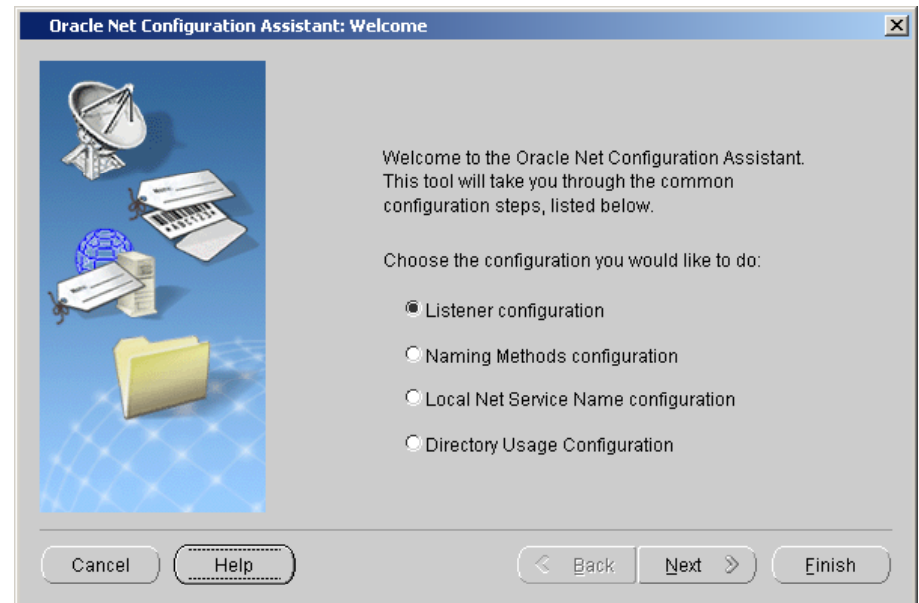 Oracle Net Configuration Assistant: Welcome
Welcome to the Oracle Net Configuration Assistant.
This tool will take you through the common
configuration steps, listed below.
Choose the configuration you would like to do:
Listener configuration
Naming Methods configuration
Local Net Service Name configuration
Directory Usage Configuration
Cancel
Help
Back
Next
Finish